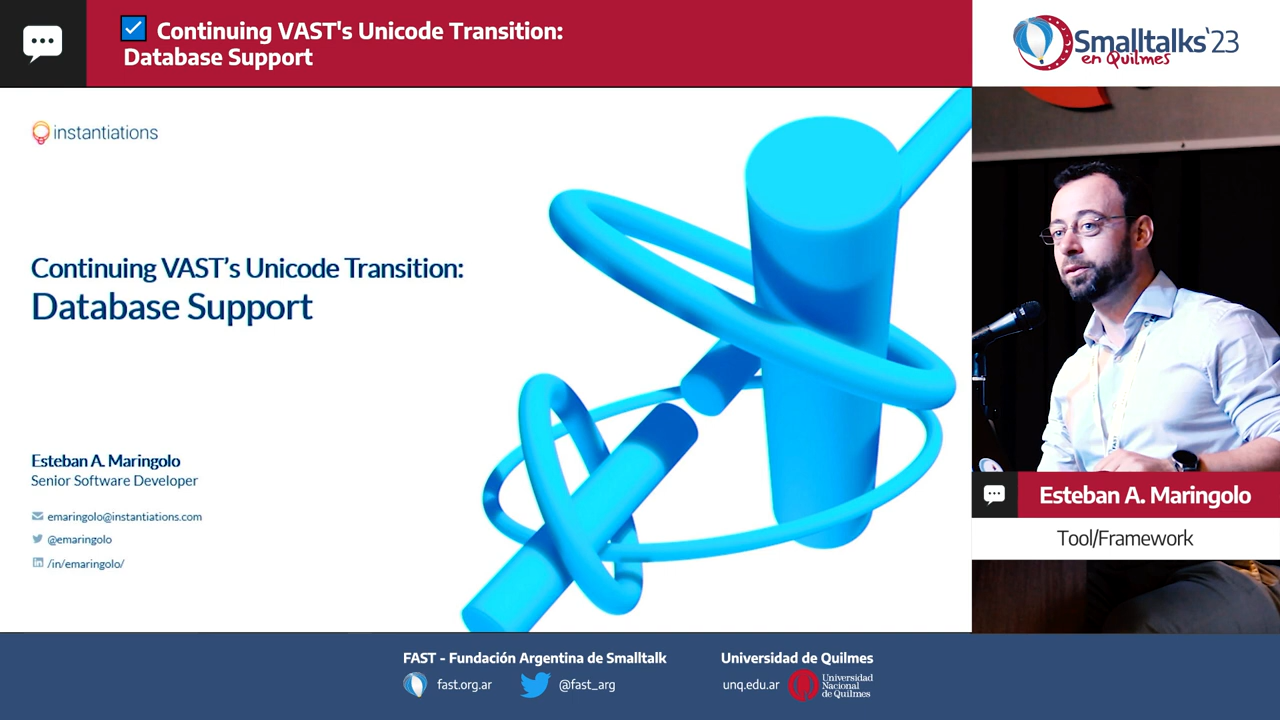 Continuing VAST's Unicode Transition:
Database Support
Smalltalks'23
en Quilmes
instantiations
Continuing VAST’s Unicode Transition:
Database Support
Esteban A. Maringolo
Senior Software Developer
emaringolo@instantiations.com
@emaringolo
/in/emaringolo/
Esteban A. Maringolo
Tool/Framework
FAST - Fundación Argentina de Smalltalk
fast.org.ar
@fast_arg
Universidad de Quilmes
unq.edu.ar
Universidad
Nacional
de Quilmes